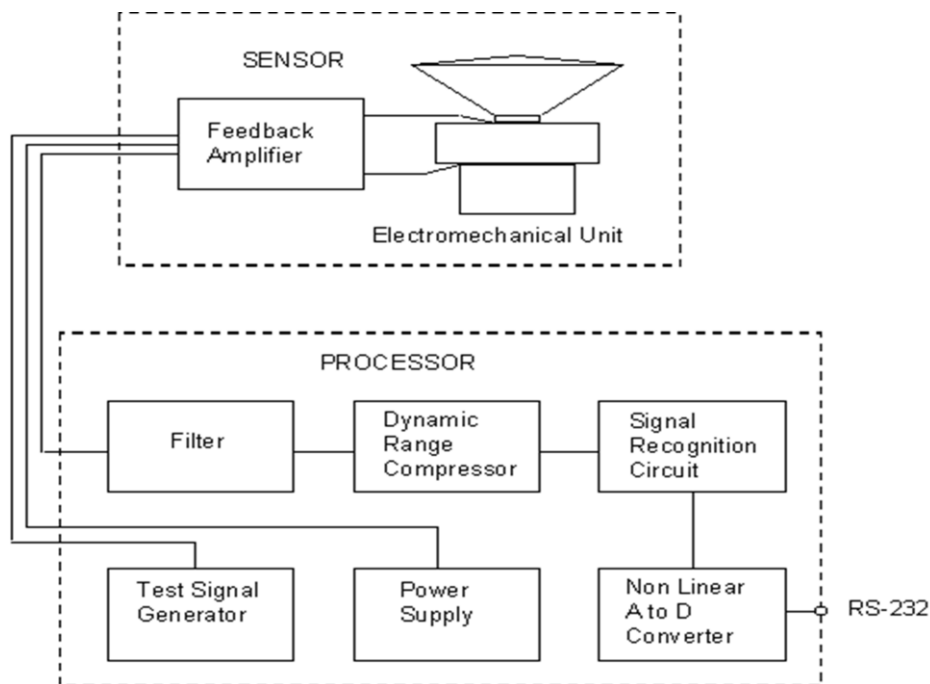 SENSOR
Feedback
Amplifier
Electromechanical Unit
PROCESSOR
Filter
Dynamic
Range
Compressor
Signal
Recognition
Circuit
Test Signal
Generator
Power
Supply
Non Linear
A to D
Converter
RS-232